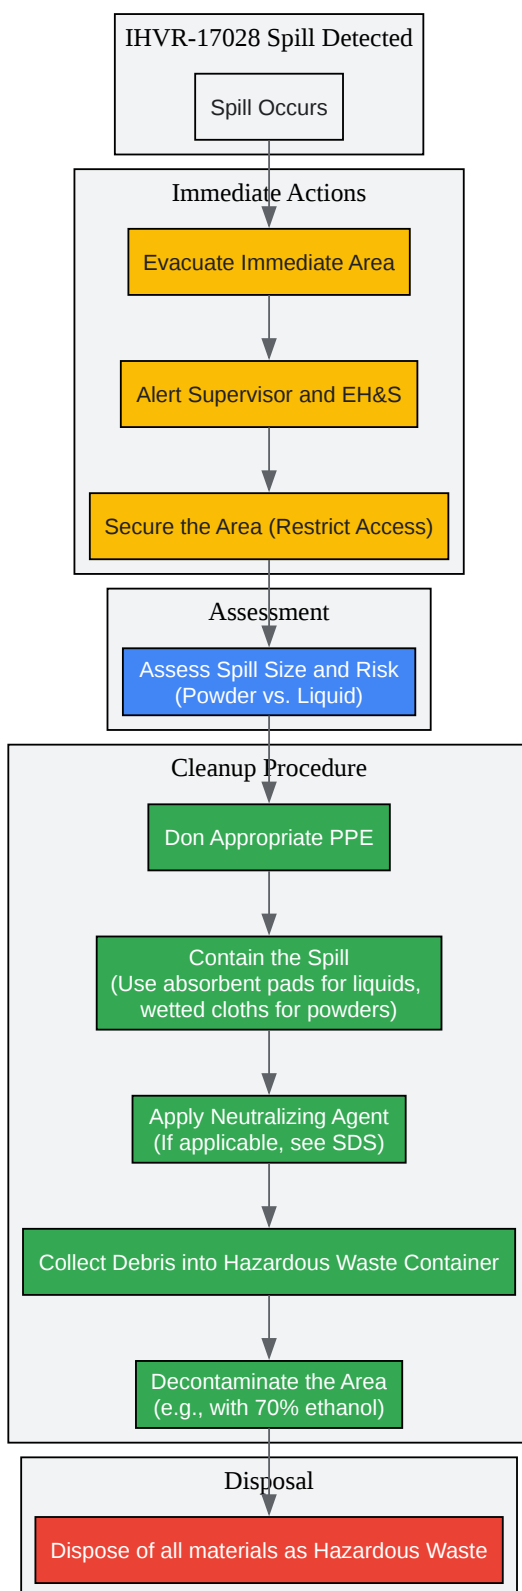 IHVR-17028 Spill Detected
Spill Occurs
Immediate Actions
Evacuate Immediate Area
Alert Supervisor and EH&S
Secure the Area (Restrict Access)
Assessment
Assess Spill Size and Risk
(Powder vs. Liquid)
Cleanup Procedure
Don Appropriate PPE
Contain the Spill
(Use absorbent pads for liquids,
wetted cloths for powders)
Apply Neutralizing Agent
(If applicable, see SDS)
Collect Debris into Hazardous Waste Container
Decontaminate the Area
(e.g., with 70% ethanol)
Disposal
Dispose of all materials as Hazardous Waste